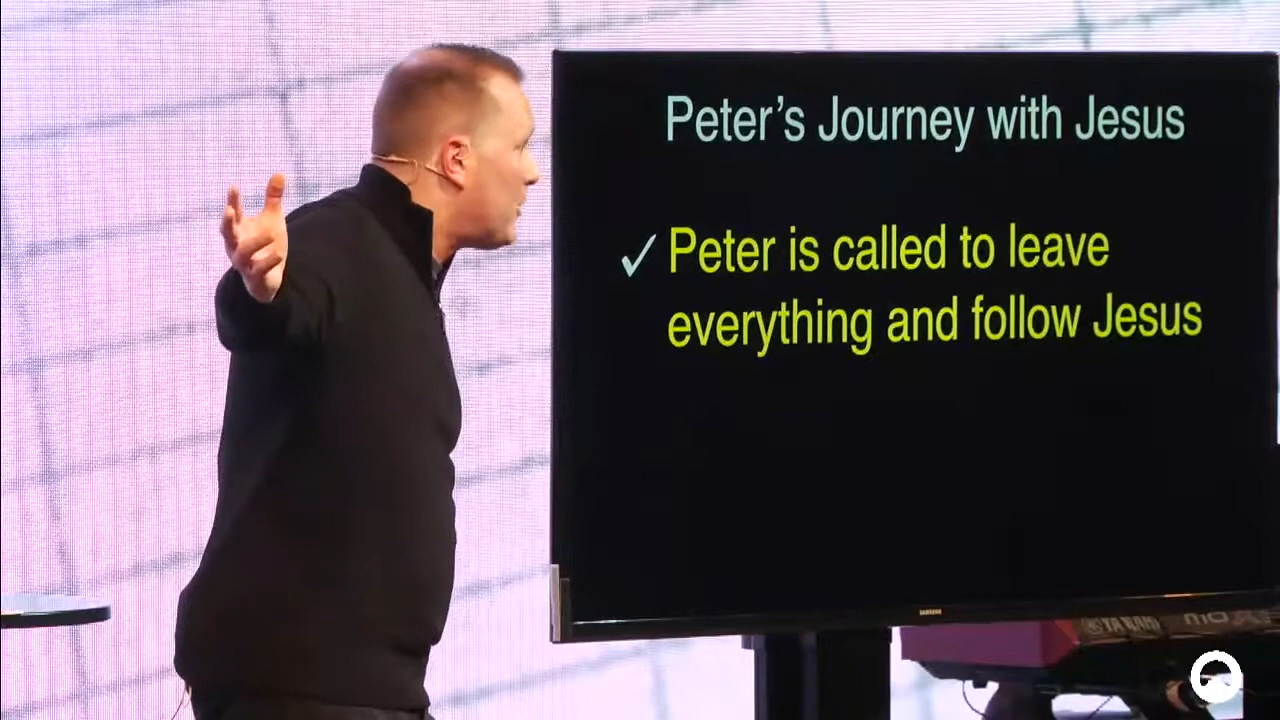 Peter's Journey with Jesus
✓ Peter is called to leave
everything and follow Jesus
SAMSUNG